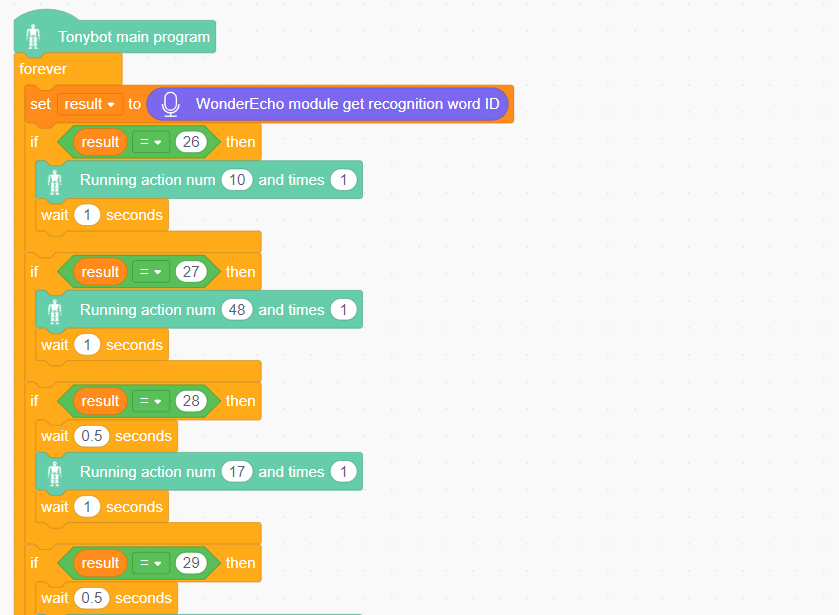 Tonybot main program
forever
set result to WonderEcho module get recognition word ID
if result = 26 then
Running action num 10 and times 1
wait 1 seconds
if result = 27 then
Running action num 48 and times 1
wait 1 seconds
if result = 28 then
wait 0.5 seconds
Running action num 17 and times 1
wait 1 seconds
if result = 29 then
wait 0.5 seconds